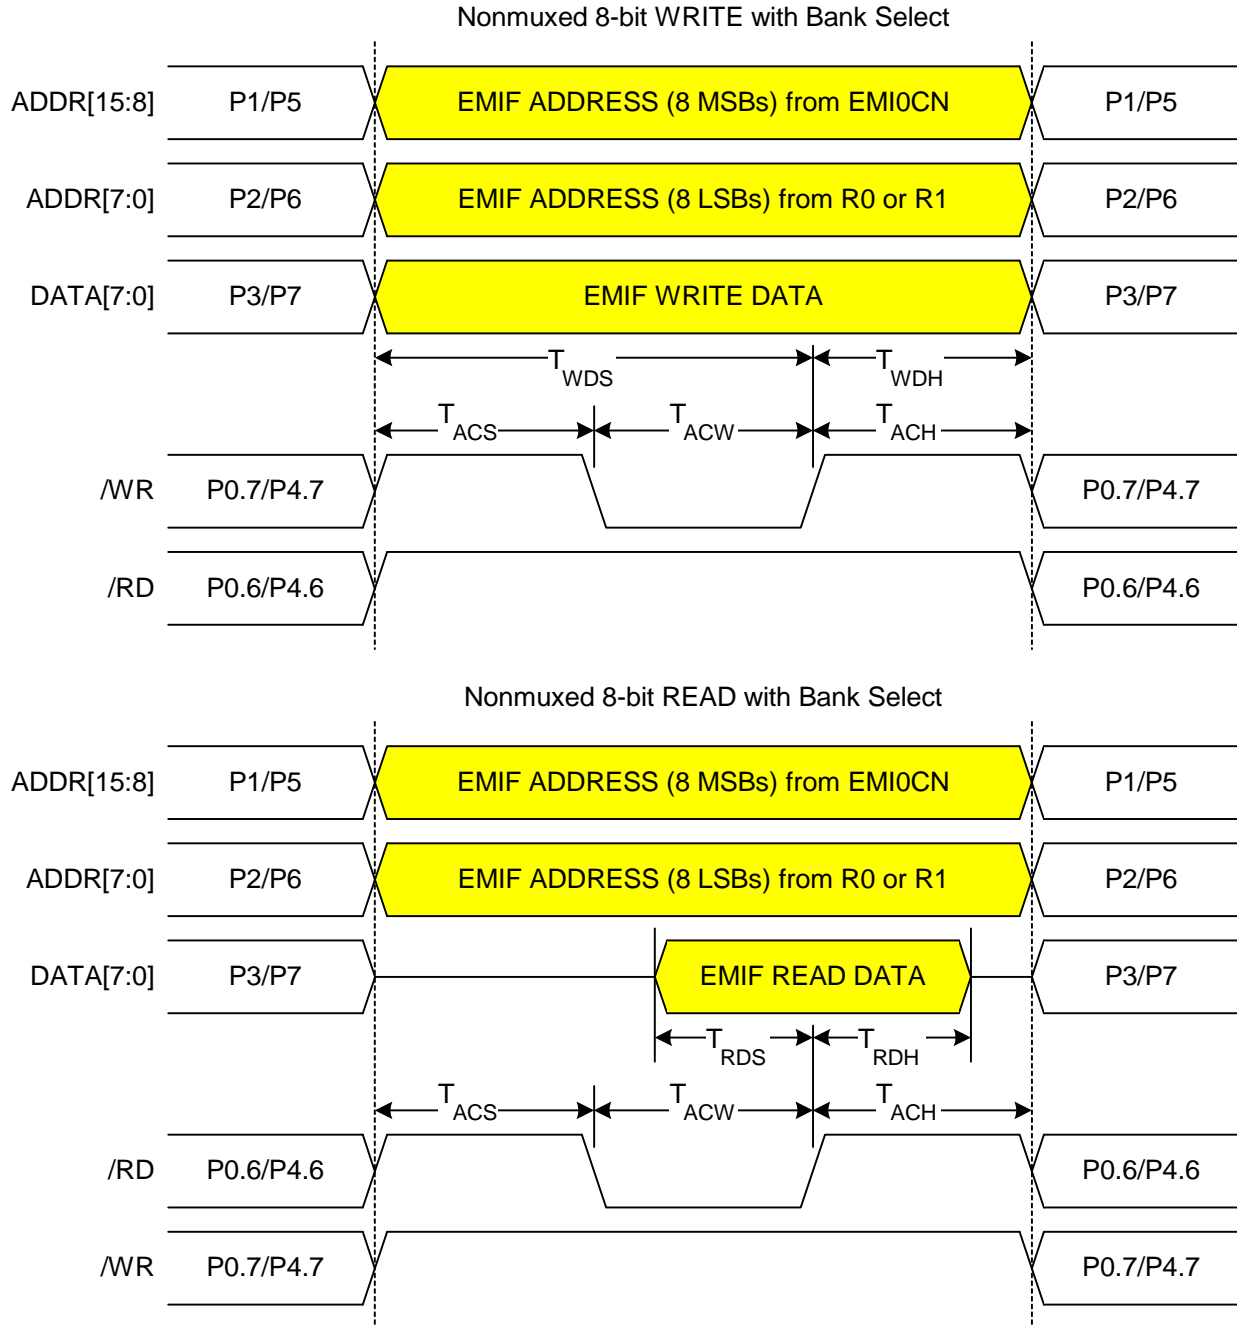 Nonmuxed 8-bit WRITE with Bank Select
ADDR[15:8] P1/P5 EMIF ADDRESS (8 MSBs) from EMI0CN P1/P5
ADDR[7:0] P2/P6 EMIF ADDRESS (8 LSBs) from R0 or R1 P2/P6
DATA[7:0] P3/P7 EMIF WRITE DATA P3/P7
TWDS TWDH
TACS TACW TACH
/WR P0.7/P4.7 P0.7/P4.7
/RD P0.6/P4.6 P0.6/P4.6
Nonmuxed 8-bit READ with Bank Select
ADDR[15:8] P1/P5 EMIF ADDRESS (8 MSBs) from EMI0CN P1/P5
ADDR[7:0] P2/P6 EMIF ADDRESS (8 LSBs) from R0 or R1 P2/P6
DATA[7:0] P3/P7 EMIF READ DATA P3/P7
TRDS TRDH
TACS TACW TACH
/RD P0.6/P4.6 P0.6/P4.6
/WR P0.7/P4.7 P0.7/P4.7